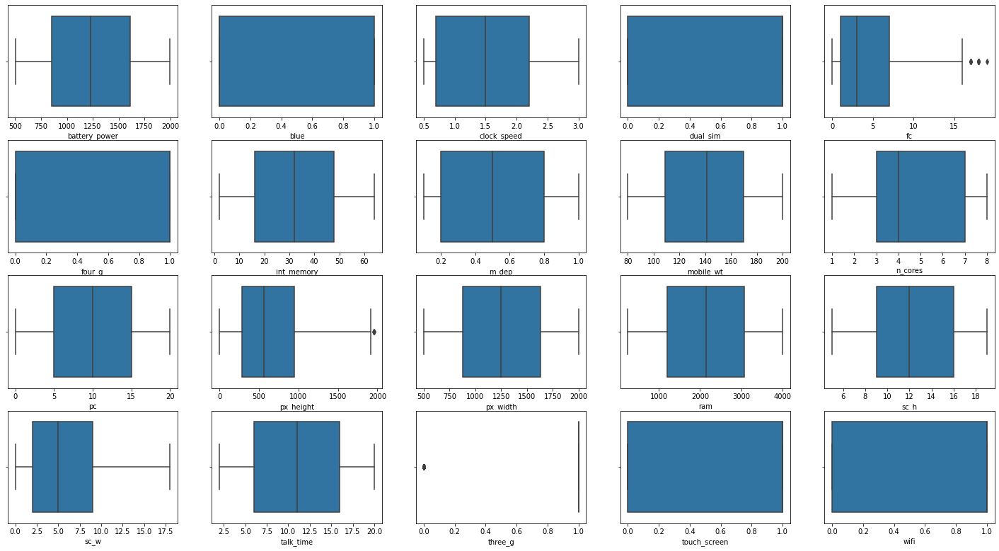 500 750 1000 1250 1500 1750 2000
battery_power
0.0 0.2 0.4 0.6 0.8 1.0
blue
0.5 1.0 1.5 2.0 2.5 3.0
clock_speed
0.0 0.2 0.4 0.6 0.8 1.0
dual_sim
0 5 10 15
fc
0.0 0.2 0.4 0.6 0.8 1.0
four_g
0 10 20 30 40 50 60
int_memory
0.2 0.4 0.6 0.8 1.0
m_dep
80 100 120 140 160 180 200
mobile_wt
1 2 3 4 5 6 7 8
n_cores
0 5 10 15 20
pc
0 500 1000 1500 2000
px_height
500 750 1000 1250 1500 1750 2000
px_width
1000 2000 3000 4000
ram
6 8 10 12 14 16 18
sc_h
0.0 2.5 5.0 7.5 10.0 12.5 15.0 17.5
sc_w
2.5 5.0 7.5 10.0 12.5 15.0 17.5 20.0
talk_time
0.0 0.2 0.4 0.6 0.8 1.0
three_g
0.0 0.2 0.4 0.6 0.8 1.0
touch_screen
0.0 0.2 0.4 0.6 0.8 1.0
wifi